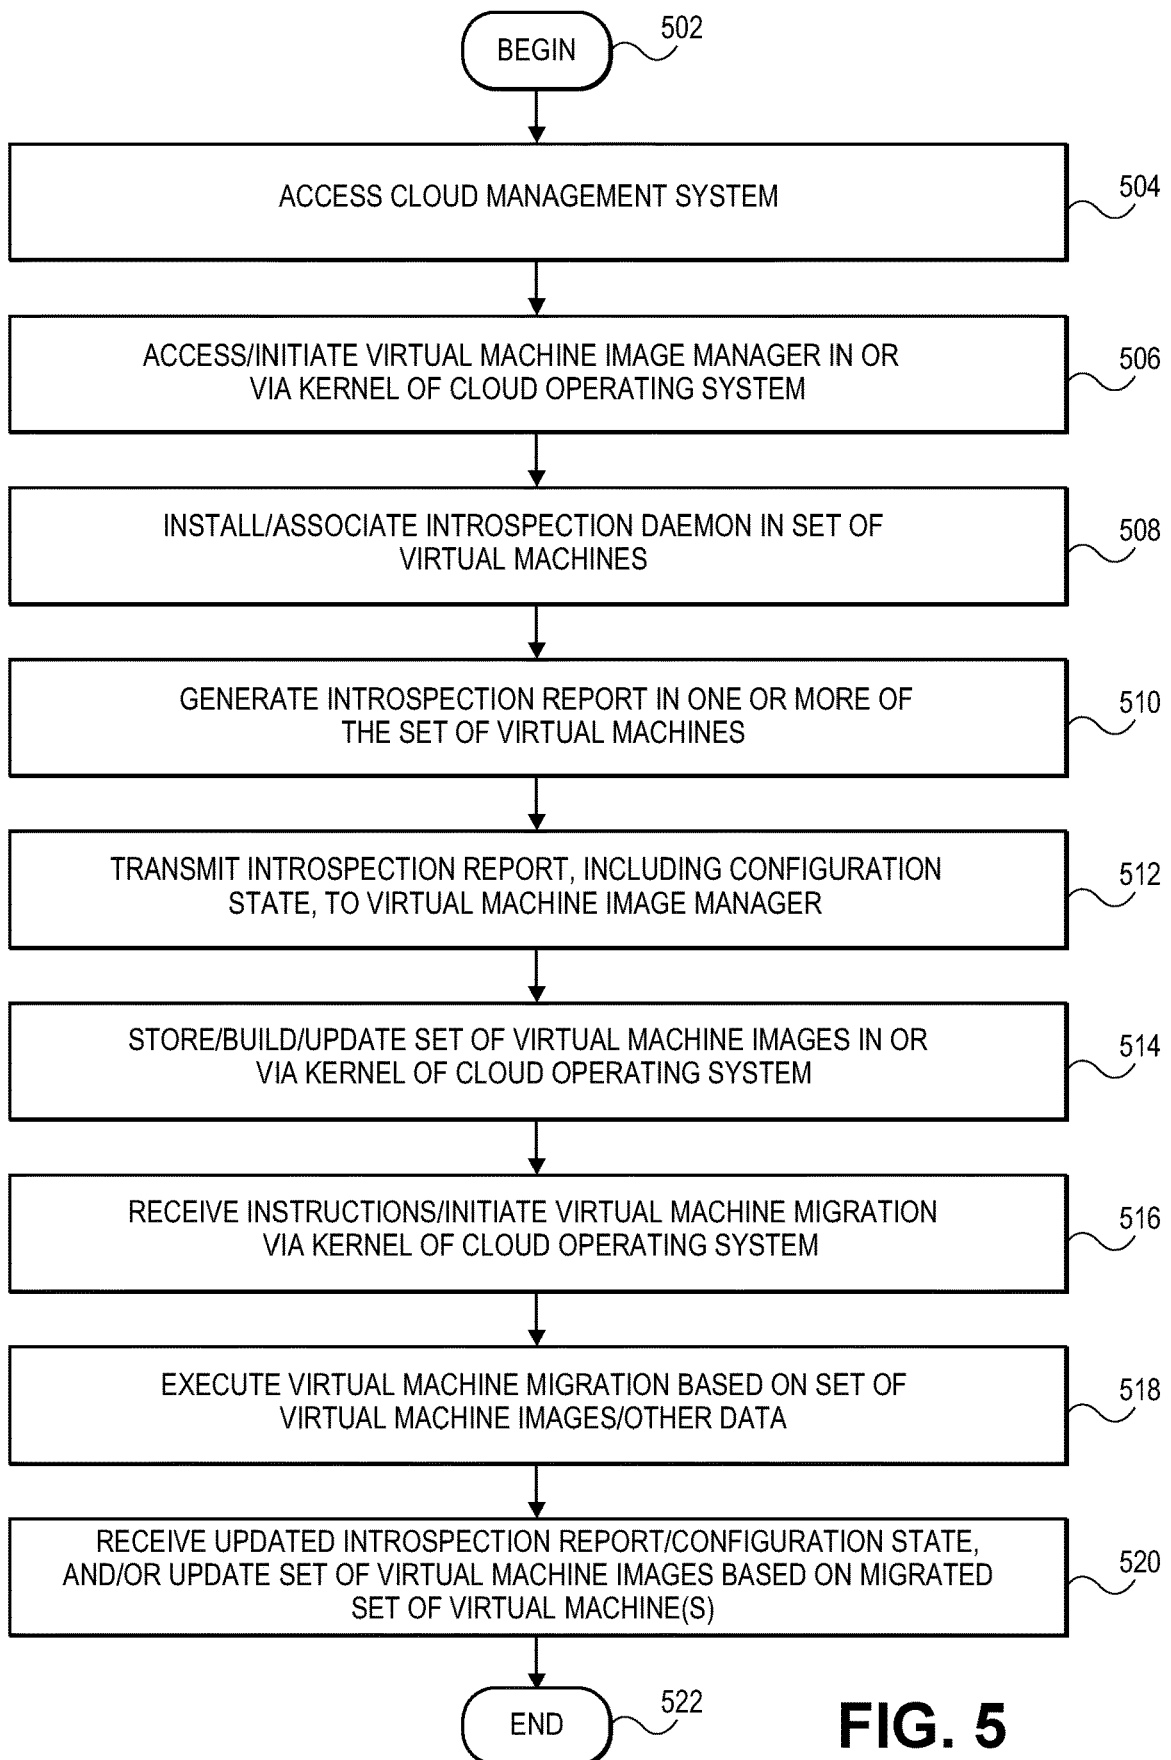 BEGIN
502
ACCESS CLOUD MANAGEMENT SYSTEM
504
ACCESS/INITIATE VIRTUAL MACHINE IMAGE MANAGER IN OR
VIA KERNEL OF CLOUD OPERATING SYSTEM
506
INSTALL/ASSOCIATE INTROSPECTION DAEMON IN SET OF
VIRTUAL MACHINES
508
GENERATE INTROSPECTION REPORT IN ONE OR MORE OF
THE SET OF VIRTUAL MACHINES
510
TRANSMIT INTROSPECTION REPORT, INCLUDING CONFIGURATION
STATE, TO VIRTUAL MACHINE IMAGE MANAGER
512
STORE/BUILD/UPDATE SET OF VIRTUAL MACHINE IMAGES IN OR
VIA KERNEL OF CLOUD OPERATING SYSTEM
514
RECEIVE INSTRUCTIONS/INITIATE VIRTUAL MACHINE MIGRATION
VIA KERNEL OF CLOUD OPERATING SYSTEM
516
EXECUTE VIRTUAL MACHINE MIGRATION BASED ON SET OF
VIRTUAL MACHINE IMAGES/OTHER DATA
518
RECEIVE UPDATED INTROSPECTION REPORT/CONFIGURATION STATE,
AND/OR UPDATE SET OF VIRTUAL MACHINE IMAGES BASED ON MIGRATED
SET OF VIRTUAL MACHINE(S)
520
END
522
FIG. 5